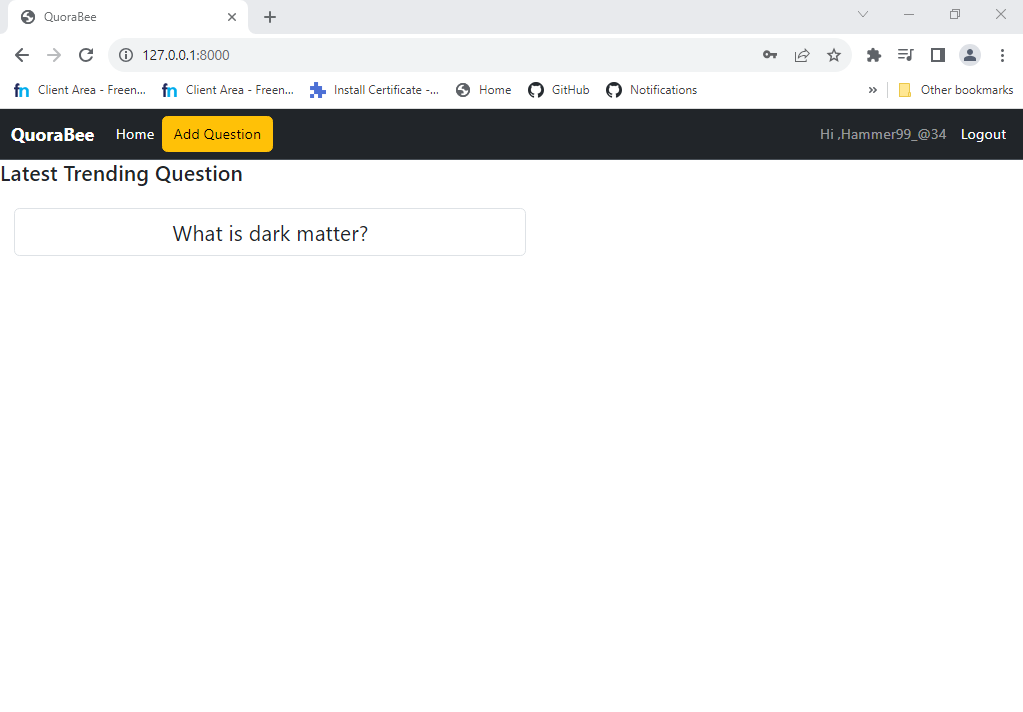 QuoraBee
127.0.0.1:8000
Client Area - Freen... Client Area - Freen... Install Certificate -... Home GitHub Notifications » Other bookmarks
QuoraBee Home Add Question Hi ,Hammer99_@34 Logout
Latest Trending Question
What is dark matter?